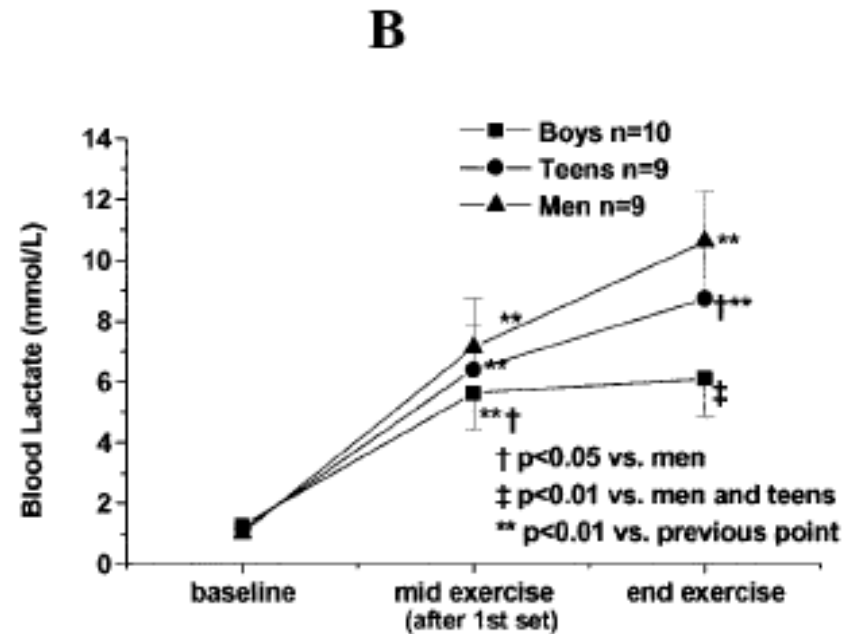 B
14
12
10
8
6
4
2
0
Blood Lactate (mmol/L)
Boys n=10
Teens n=9
Men n=9
**
**
**
†**
**†
‡
† p<0.05 vs. men
‡ p<0.01 vs. men and teens
** p<0.01 vs. previous point
baseline
mid exercise
(after 1st set)
end exercise